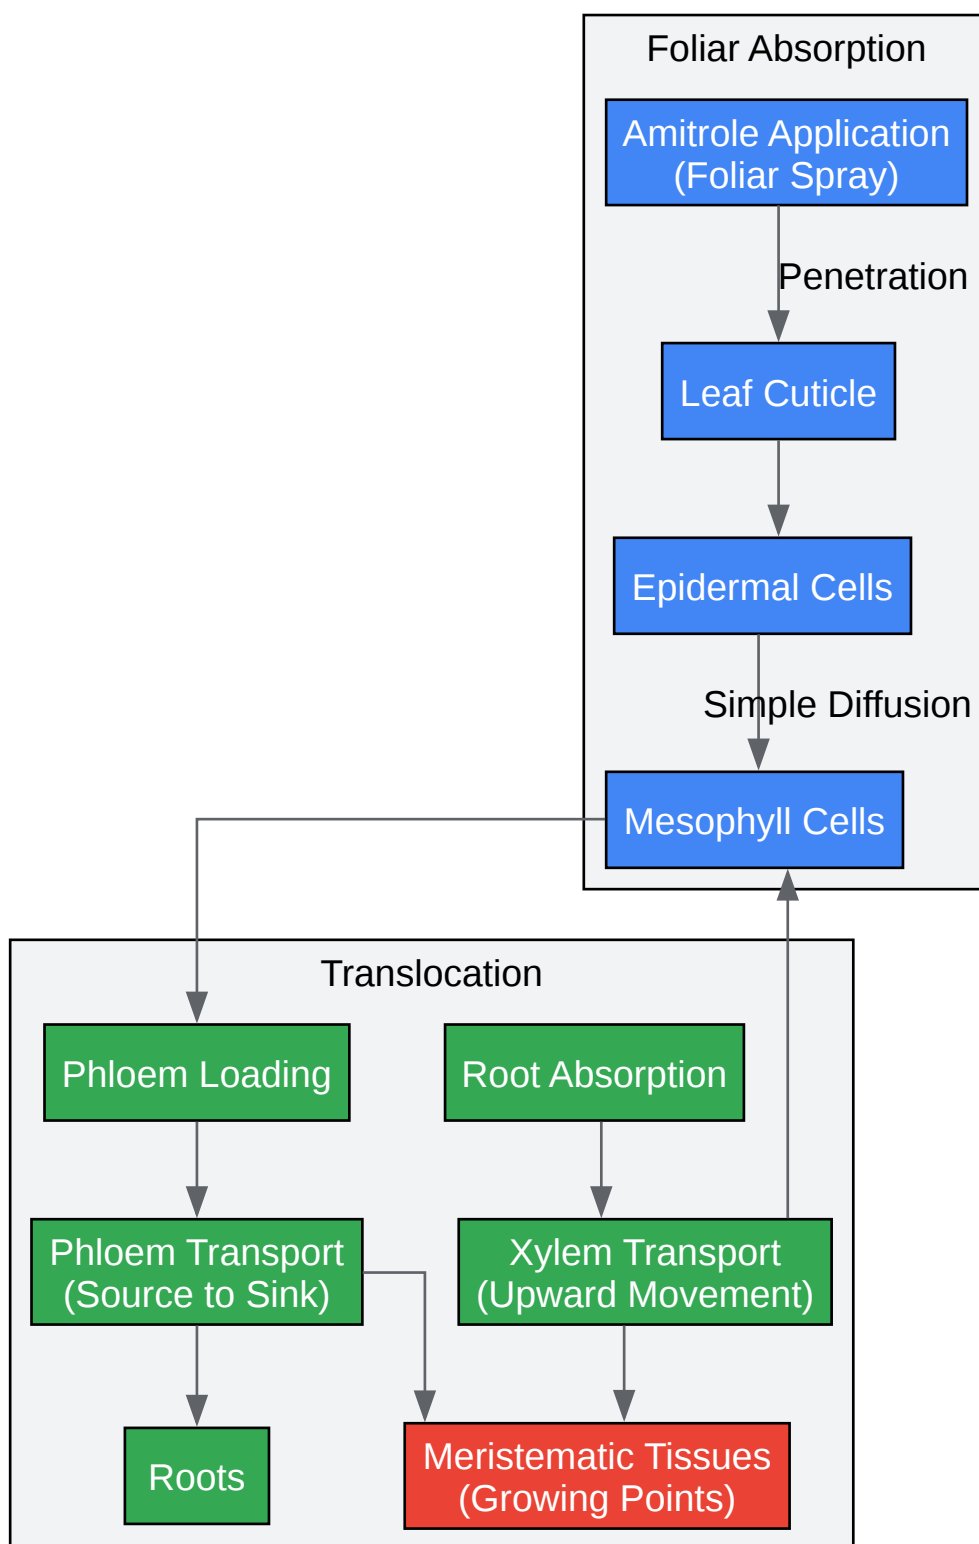 Foliar Absorption
Amitrole Application
(Foliar Spray)
Penetration
Leaf Cuticle
Epidermal Cells
Simple Diffusion
Mesophyll Cells
Translocation
Phloem Loading
Root Absorption
Phloem Transport
(Source to Sink)
Xylem Transport
(Upward Movement)
Roots
Meristematic Tissues
(Growing Points)